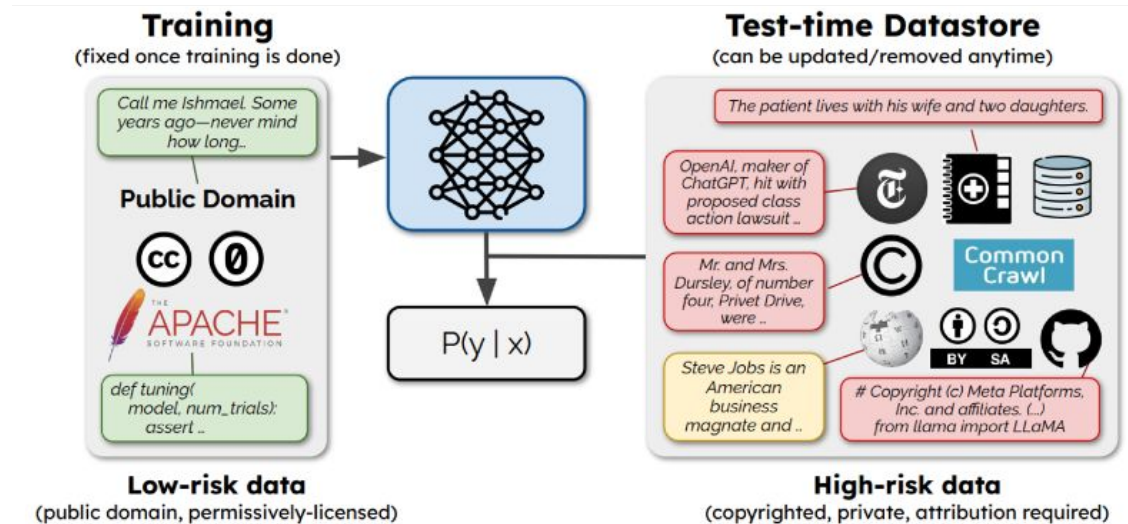 Training
(fixed once training is done)
Call me Ishmael. Some
years ago—never mind
how long..
Public Domain
cc
0
THE
APACHE®
SOFTWARE FOUNDATION
def tuning(
model, num_trials):
assert ..
Low-risk data
(public domain, permissively-licensed)
P(y | x)
Test-time Datastore
(can be updated/removed anytime)
The patient lives with his wife and two daughters.
OpenAI, maker of
ChatGPT, hit with
proposed class
action lawsuit ..
T
Mr. and Mrs.
Dursley, of number
four, Privet Drive,
were ..
©
Common
Crawl
Steve Jobs is an
American
business
magnate and ..
BY SA
# Copyright (c) Meta Platforms,
Inc. and affiliates. (...)
from llama import LLaMA
High-risk data
(copyrighted, private, attribution required)